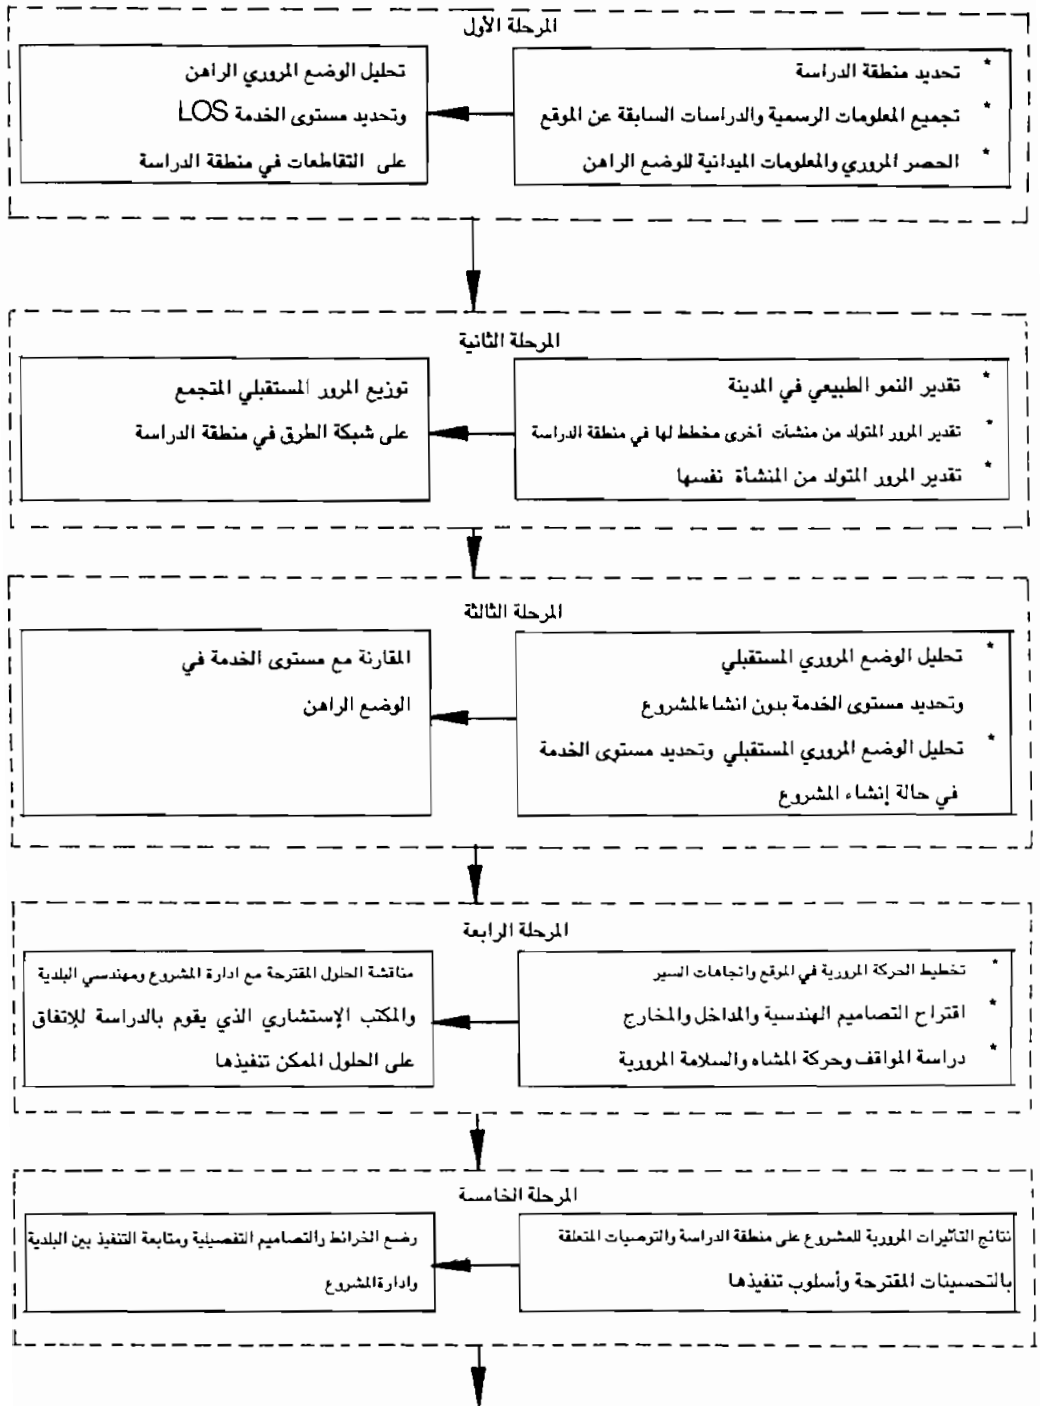 المرحلة الأول
* تحديد منطقة الدراسة
* تجميع المعلومات الرسمية والدراسات السابقة عن الموقع
* الحصر المروري والمعلومات الميدانية للوضع الراهن
تحليل الوضع المروري الراهن
وتحديد مستوى الخدمة LOS
على التقاطعات في منطقة الدراسة
المرحلة الثانية
* تقدير النمو الطبيعي في المدينة
* تقدير المرور المتولد من منشآت أخرى مخطط لها في منطقة الدراسة
* تقدير المرور المتولد من المنشأة نفسها
توزيع المرور المستقبلي المتجمع
على شبكة الطرق في منطقة الدراسة
المرحلة الثالثة
* تحليل الوضع المروري المستقبلي
وتحديد مستوى الخدمة بدون انشاء المشروع
* تحليل الوضع المروري المستقبلي وتحديد مستوى الخدمة
في حالة إنشاء المشروع
المقارنة مع مستوى الخدمة في
الوضع الراهن
المرحلة الرابعة
* تخطيط الحركة المرورية في الموقع واتجاهات السير
* اقتراح التصاميم الهندسية والمداخل والمخارج
* دراسة المواقف وحركة المشاه والسلامة المرورية
مناقشة الحلول المقترحة مع ادارة المشروع ومهندسي البلدية
والمكتب الإستشاري الذي يقوم بالدراسة للإتفاق
على الحلول الممكن تنفيذها
المرحلة الخامسة
نتائج التاثيرات المرورية للمشروع على منطقة الدراسة والتوصيات المتعلقة
بالتحسينات المقترحة وأسلوب تنفيذها
وضع الخرائط والتصاميم التفصيلية ومتابعة التنفيذ بين البلدية
وادارة المشروع